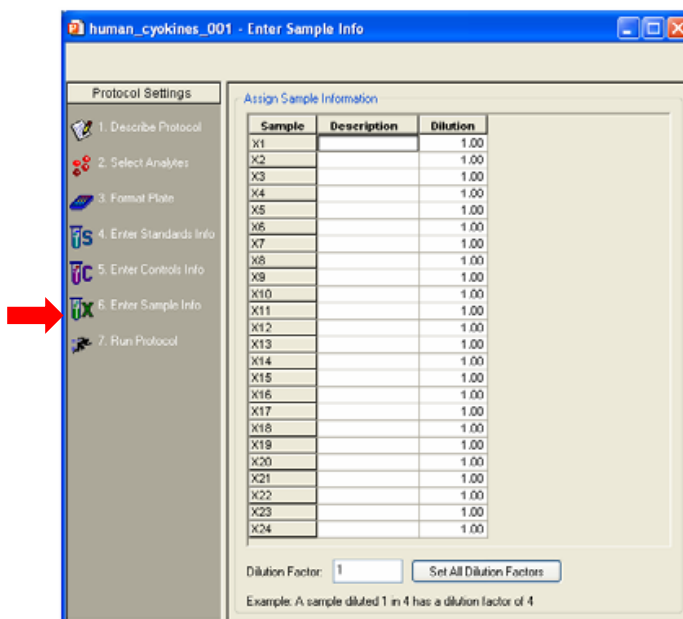 human_cyokines_001 - Enter Sample Info
Protocol Settings
1. Describe Protocol
2. Select Analytes
3. Format Plate
4. Enter Standards Info
5. Enter Controls Info
6. Enter Sample Info
7. Run Protocol
Assign Sample Information
Sample Description Dilution
X1 1.00
X2 1.00
X3 1.00
X4 1.00
X5 1.00
X6 1.00
X7 1.00
X8 1.00
X9 1.00
X10 1.00
X11 1.00
X12 1.00
X13 1.00
X14 1.00
X15 1.00
X16 1.00
X17 1.00
X18 1.00
X19 1.00
X20 1.00
X21 1.00
X22 1.00
X23 1.00
X24 1.00
Dilution Factor: 1 Set All Dilution Factors
Example: A sample diluted 1 in 4 has a dilution factor of 4